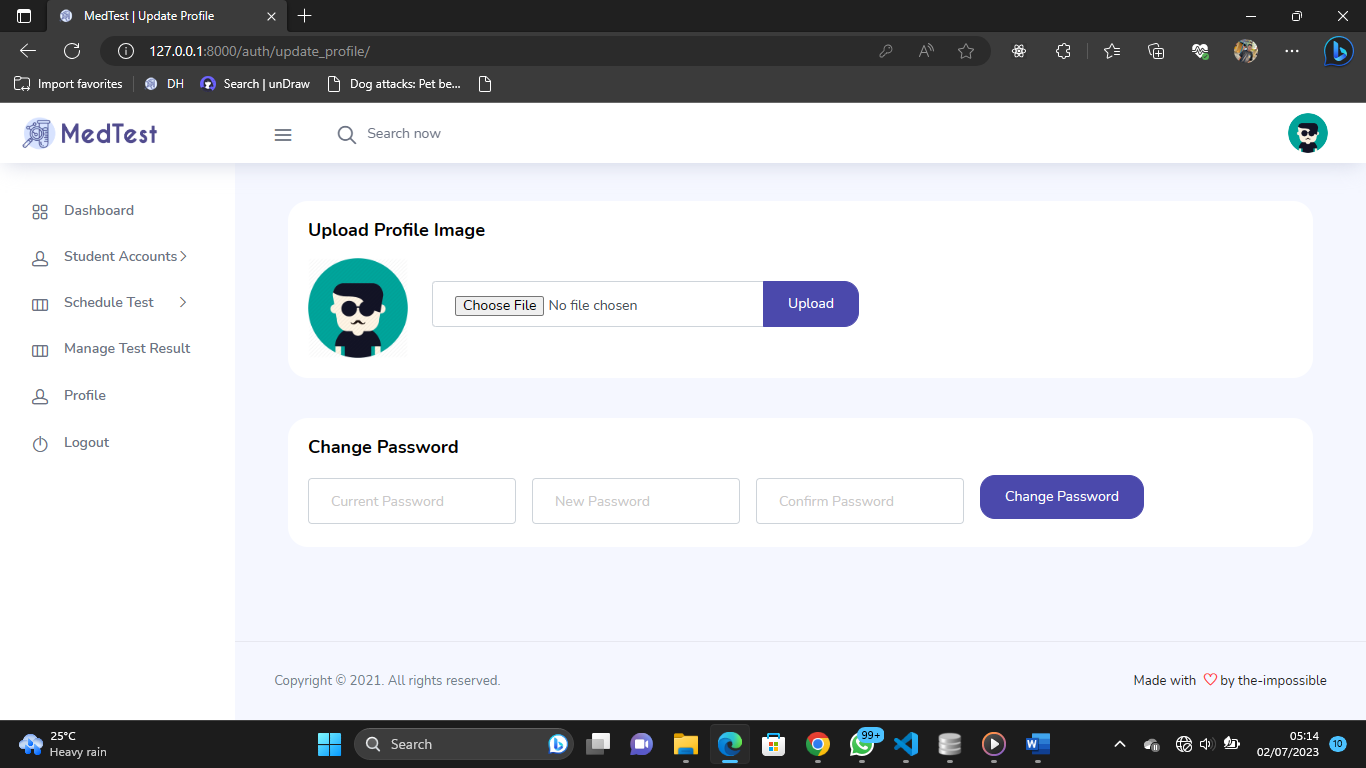 MedTest | Update Profile
127.0.0.1:8000/auth/update_profile/
Import favorites
DH
Search | unDraw
Dog attacks: Pet be...
MedTest
Search now
Dashboard
Student Accounts
Schedule Test
Manage Test Result
Profile
Logout
Upload Profile Image
Choose File No file chosen
Upload
Change Password
Current Password
New Password
Confirm Password
Change Password
Copyright © 2021. All rights reserved.
Made with by the-impossible
25°C
Heavy rain
Search
99+
05:14
02/07/2023
10